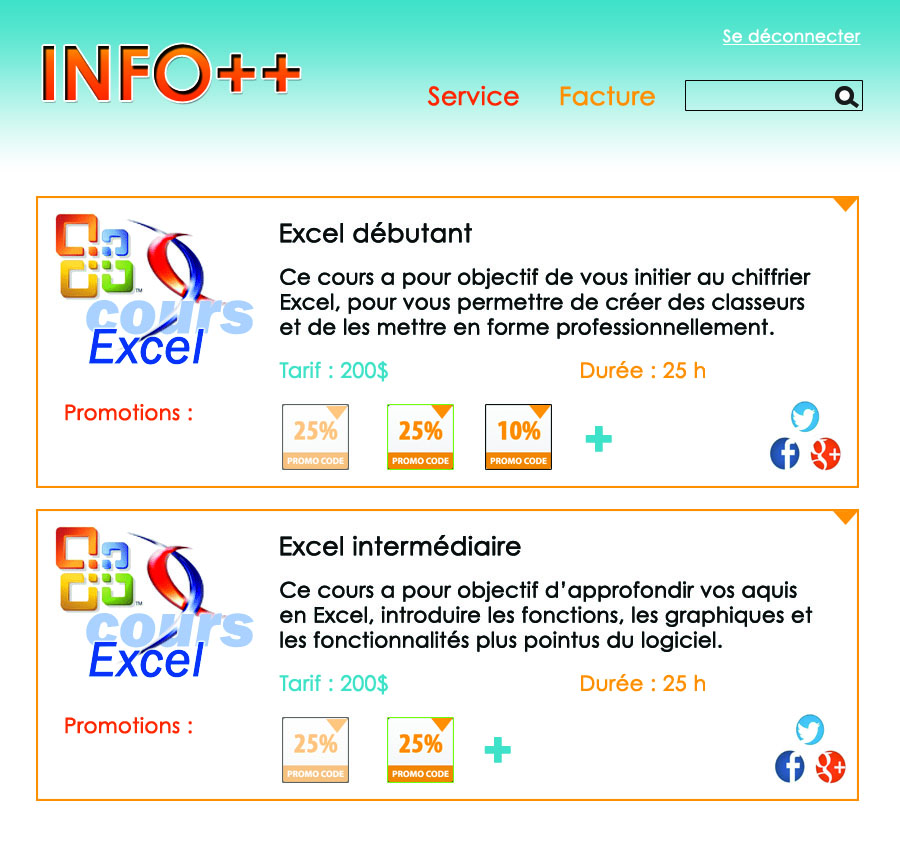 Se déconnecter
INFO++
Service Facture
cours
Excel
Excel débutant
Ce cours a pour objectif de vous initier au chiffrier
Excel, pour vous permettre de créer des classeurs
et de les mettre en forme professionnellement.
Tarif : 200$ Durée : 25 h
Promotions :
25% 25% 10%
PROMO CODE PROMO CODE PROMO CODE
cours
Excel
Excel intermédiaire
Ce cours a pour objectif d'approfondir vos aquis
en Excel, introduire les fonctions, les graphiques et
les fonctionnalités plus pointus du logiciel.
Tarif : 200$ Durée : 25 h
Promotions :
25% 25%
PROMO CODE PROMO CODE